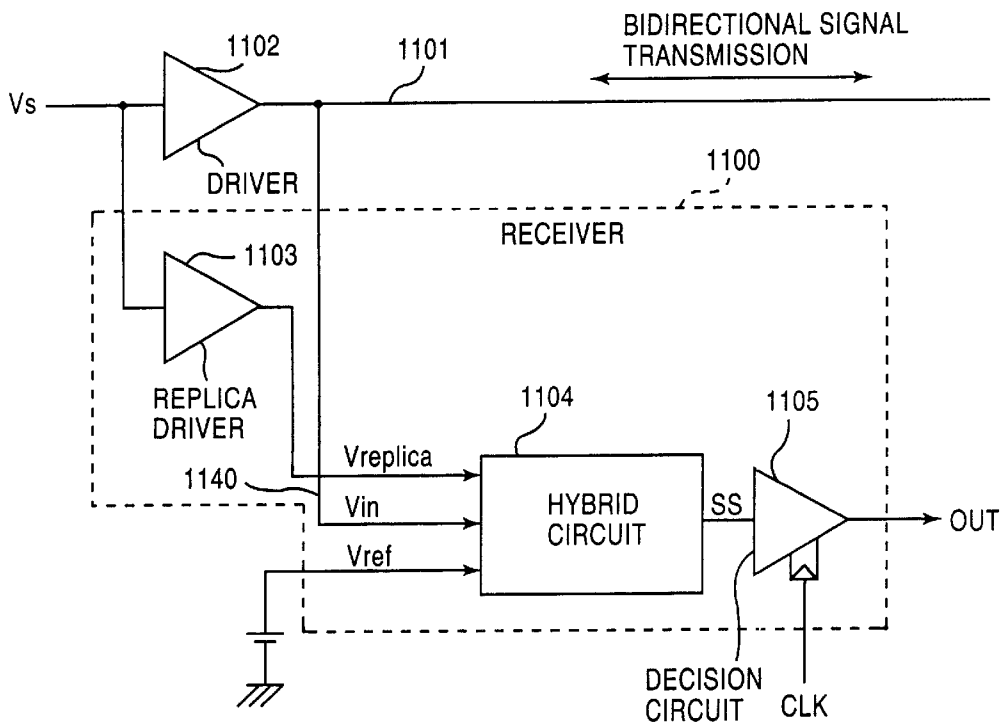 BIDIRECTIONAL SIGNAL
TRANSMISSION
1102
1101
Vs
DRIVER
1100
RECEIVER
1103
REPLICA
DRIVER
1104
1105
Vreplica
1140
Vin
HYBRID
CIRCUIT
SS
OUT
Vref
DECISION
CIRCUIT
CLK